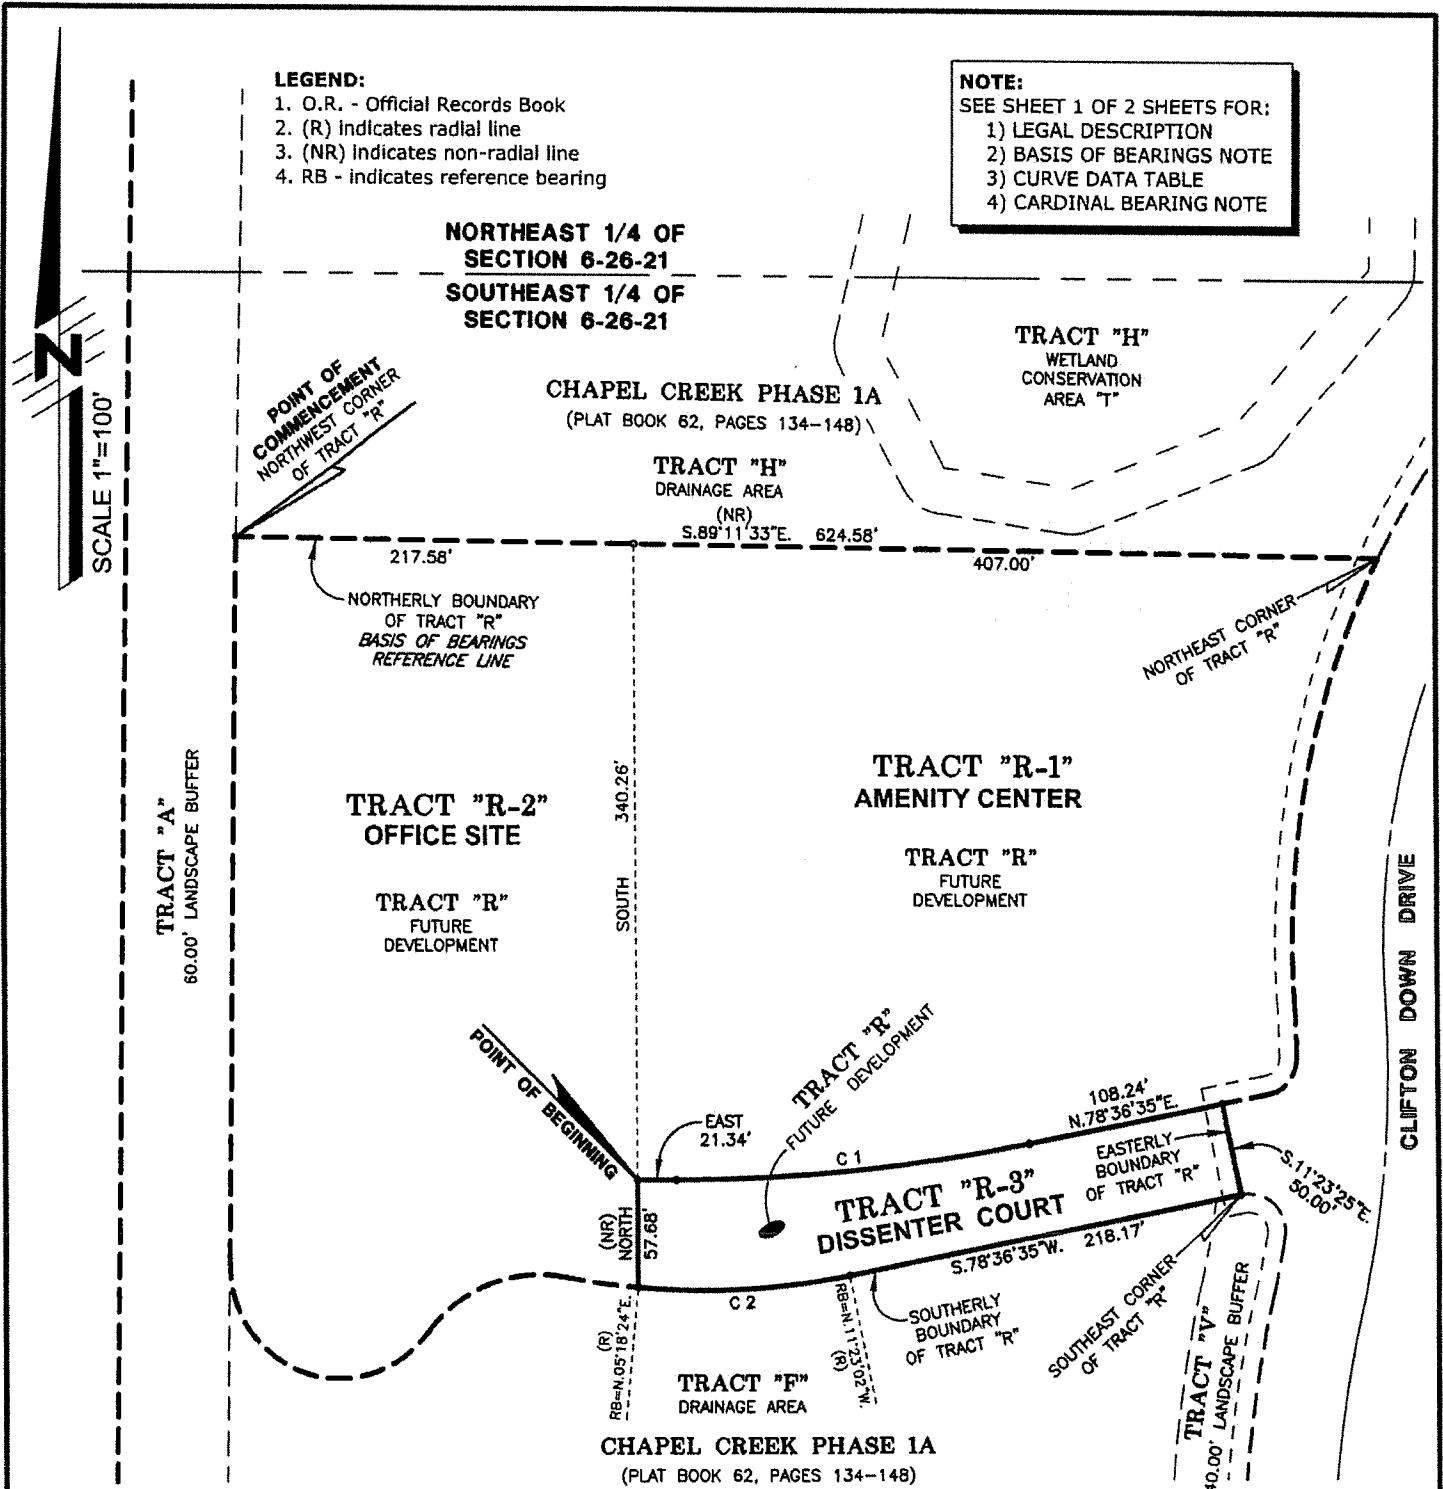 LEGEND:
1. O.R. - Official Records Book
2. (R) indicates radial line
3. (NR) indicates non-radial line
4. RB - indicates reference bearing
NOTE:
SEE SHEET 1 OF 2 SHEETS FOR:
1) LEGAL DESCRIPTION
2) BASIS OF BEARINGS NOTE
3) CURVE DATA TABLE
4) CARDINAL BEARING NOTE
NORTHEAST 1/4 OF
SECTION 6-26-21
SOUTHEAST 1/4 OF
SECTION 6-26-21
N
SCALE 1"=100'
POINT OF
COMMENCEMENT
NORTHWEST CORNER
OF TRACT "R"
CHAPEL CREEK PHASE 1A
(PLAT BOOK 62, PAGES 134-148)
TRACT "H"
WETLAND
CONSERVATION
AREA "T"
TRACT "H"
DRAINAGE AREA
(NR)
S.89°11'33"E. 624.58'
217.58'
407.00'
NORTHERLY BOUNDARY
OF TRACT "R"
BASIS OF BEARINGS
REFERENCE LINE
NORTHEAST CORNER
OF TRACT "R"
TRACT "A"
60.00' LANDSCAPE BUFFER
TRACT "R-2"
OFFICE SITE
TRACT "R"
FUTURE
DEVELOPMENT
SOUTH 340.26'
TRACT "R-1"
AMENITY CENTER
TRACT "R"
FUTURE
DEVELOPMENT
CLIFTON DOWN DRIVE
POINT OF BEGINNING
EAST
21.34'
TRACT "R"
FUTURE DEVELOPMENT
C 1
108.24'
N.78°36'35"E.
EASTERLY
BOUNDARY
OF TRACT "R"
S.11°23'25"E.
50.00'
TRACT "R-3"
DISSENTER COURT
(NR)
NORTH
57.68'
S.78°36'35"W. 218.17'
C 2
(R)
RB=N.05°18'24"E.
RB=N.11°23'02"W.
(R)
SOUTHERLY
BOUNDARY
OF TRACT "R"
SOUTHEAST CORNER
OF TRACT "R"
TRACT "V"
40.00' LANDSCAPE BUFFER
TRACT "F"
DRAINAGE AREA
CHAPEL CREEK PHASE 1A
(PLAT BOOK 62, PAGES 134-148)